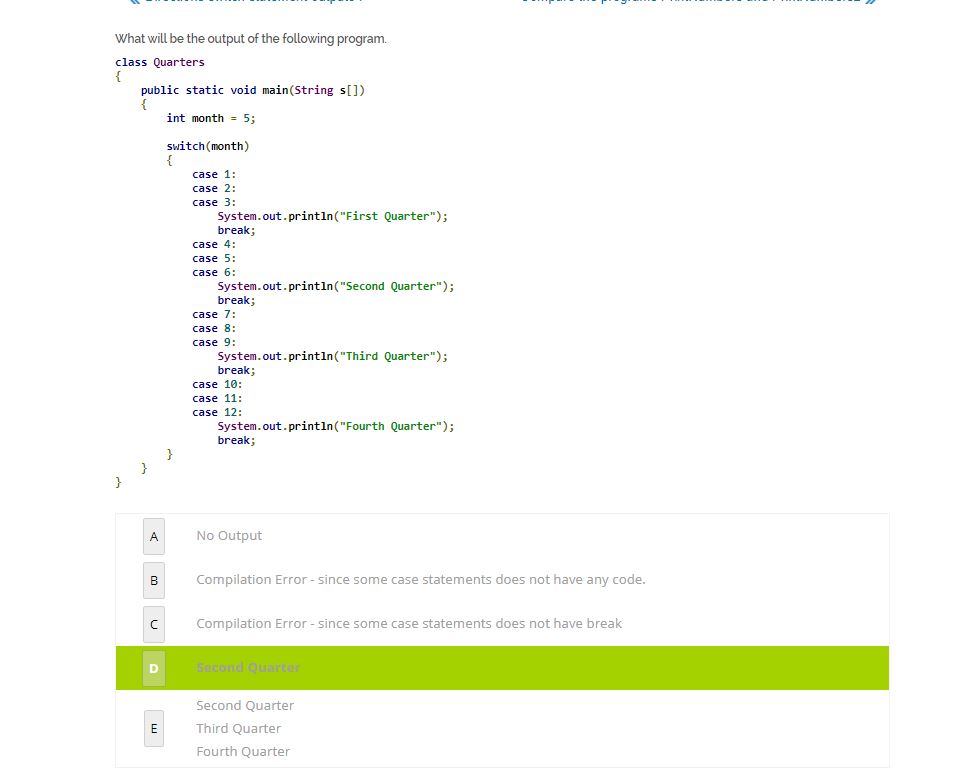 What will be the output of the following program.
class Quarters
{
    public static void main(String s[])
    {
        int month = 5;

        switch(month)
        {
            case 1:
            case 2:
            case 3:
                System.out.println("First Quarter");
                break;
            case 4:
            case 5:
            case 6:
                System.out.println("Second Quarter");
                break;
            case 7:
            case 8:
            case 9:
                System.out.println("Third Quarter");
                break;
            case 10:
            case 11:
            case 12:
                System.out.println("Fourth Quarter");
                break;
        }
    }
}
A No Output
B Compilation Error - since some case statements does not have any code.
C Compilation Error - since some case statements does not have break
D Second Quarter
E Second Quarter
Third Quarter
Fourth Quarter